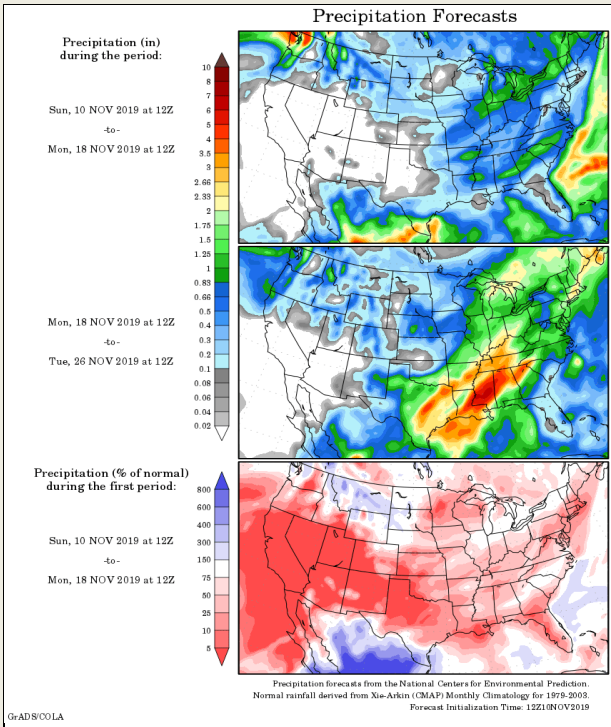 Precipitation Forecasts
Precipitation (in)
during the period:
Sun, 10 NOV 2019 at 12Z
-to-
Mon, 18 NOV 2019 at 12Z
10
8
7
6
5
4
3.5
3
2.66
2.33
2
1.75
1.5
1.25
1
0.83
0.66
0.5
0.4
0.3
0.2
0.1
0.08
0.06
0.04
0.02
Mon, 18 NOV 2019 at 12Z
-to-
Tue, 26 NOV 2019 at 12Z
Precipitation (% of normal)
during the first period:
Sun, 10 NOV 2019 at 12Z
-to-
Mon, 18 NOV 2019 at 12Z
800
600
400
300
150
75
50
25
10
5
Precipitation forecasts from the National Centers for Environmental Prediction.
Normal rainfall derived from Xie-Arkin (CMAP) Monthly Climatology for 1979-2003.
Forecast Initialization Time: 12Z10NOV2019
GrADS/COLA